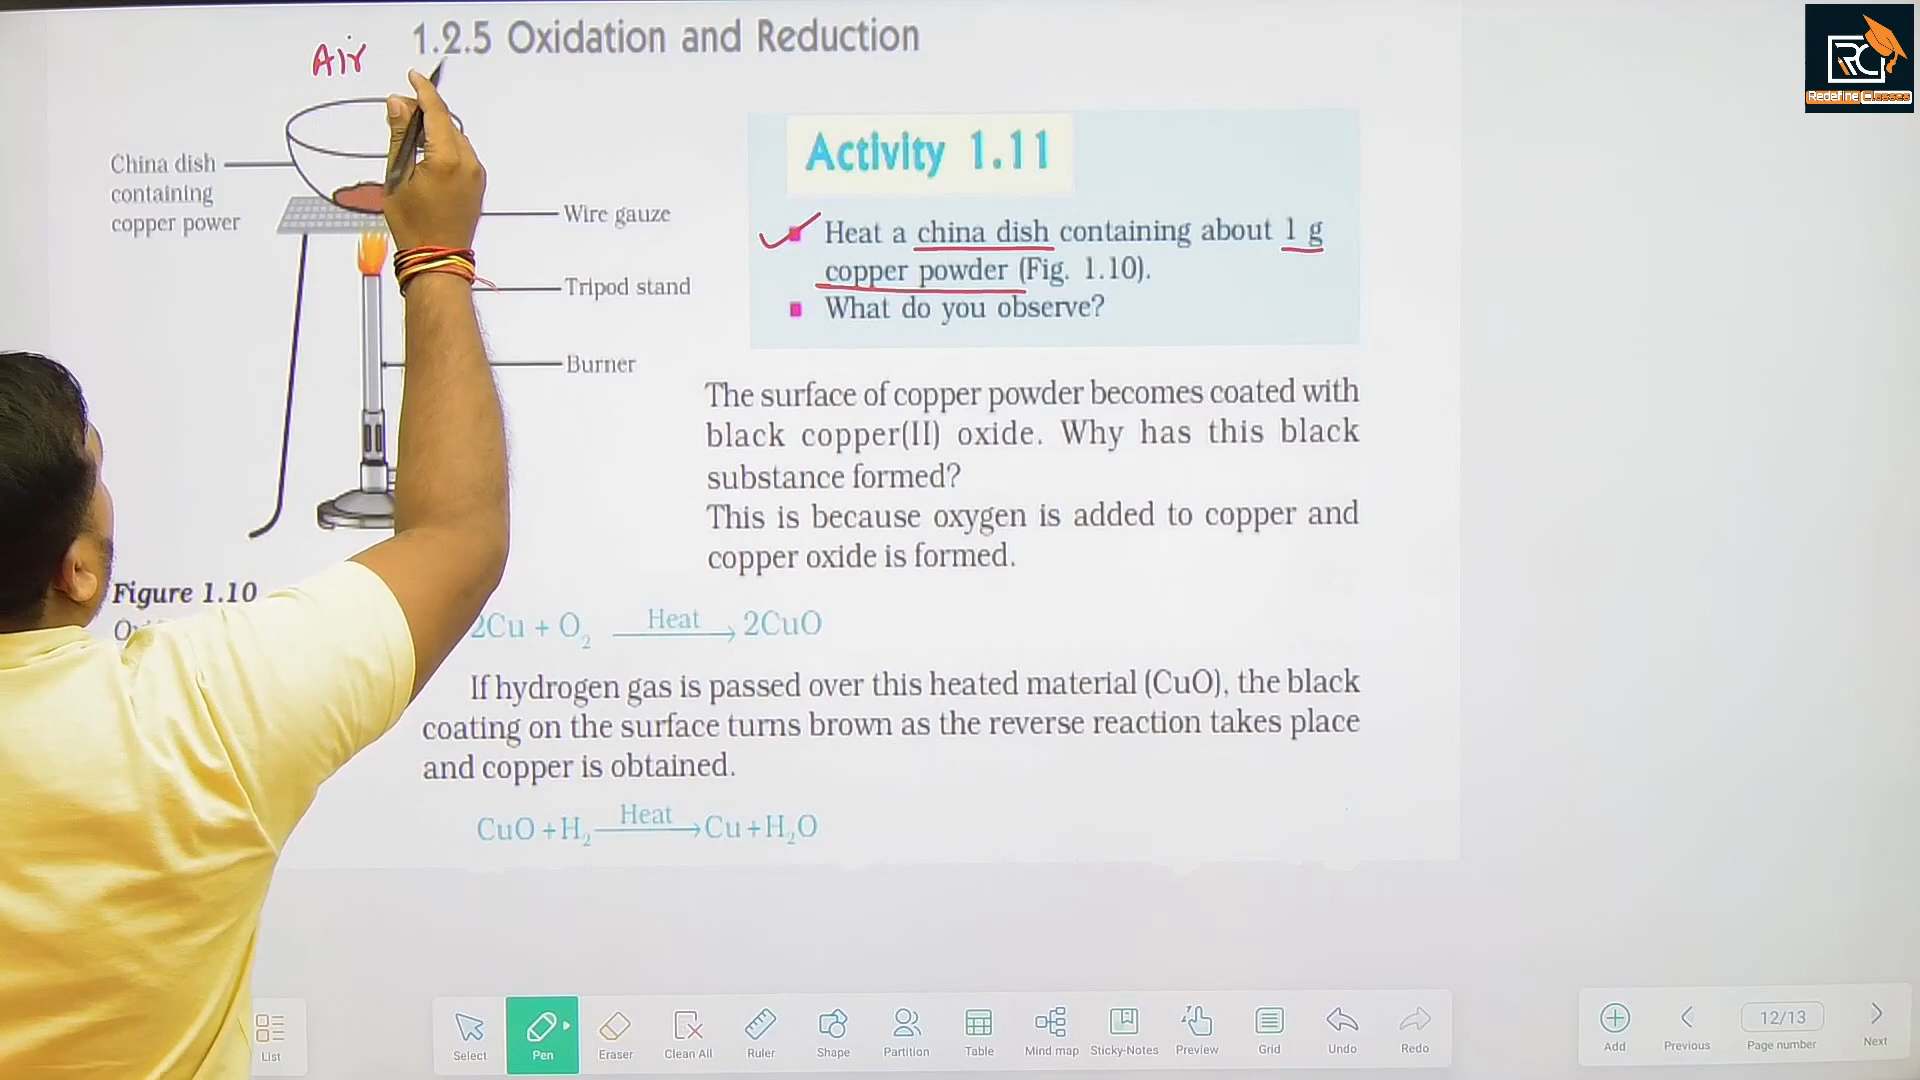 1.2.5 Oxidation and Reduction
Air
RC
Redefine Classes
China dish
containing
copper power
Wire gauze
Tripod stand
Burner
Figure 1.10
Activity 1.11
Heat a china dish containing about 1 g
copper powder (Fig. 1.10).
What do you observe?
The surface of copper powder becomes coated with
black copper(II) oxide. Why has this black
substance formed?
This is because oxygen is added to copper and
copper oxide is formed.
2Cu + O₂ Heat → 2CuO
If hydrogen gas is passed over this heated material (CuO), the black
coating on the surface turns brown as the reverse reaction takes place
and copper is obtained.
CuO +H₂ Heat → Cu+H₂O
List
Select
Pen
Eraser
Clean All
Ruler
Shape
Partition
Table
Mind map
Sticky-Notes
Preview
Grid
Undo
Redo
Add
Previous
12/13
Page number
Next